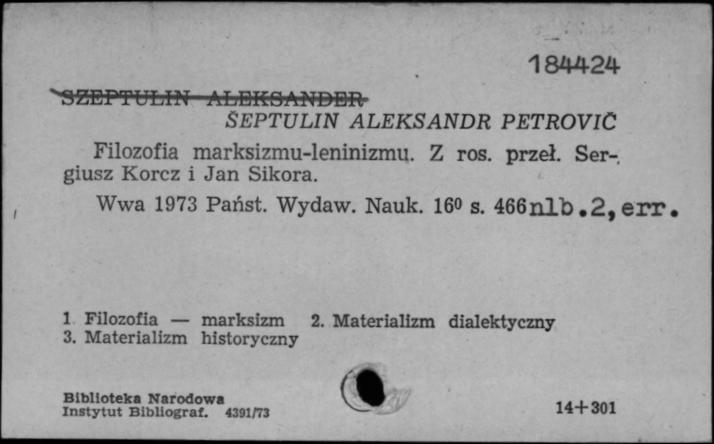 184424
SZEPTULIN ALEKSANDER
ŠEPTULIN ALEKSANDR PETROVIČ
Filozofia marksizmu-leninizmu. Z ros. przeł. Ser-
giusz Korcz i Jan Sikora.
Wwa 1973 Państ. Wydaw. Nauk. 16⁰ s. 466 nlb.2, err.
1. Filozofia — marksizm 2. Materializm dialektyczny
3. Materializm historyczny
Biblioteka Narodowa
Instytut Bibliograf. 4391/73
14+301